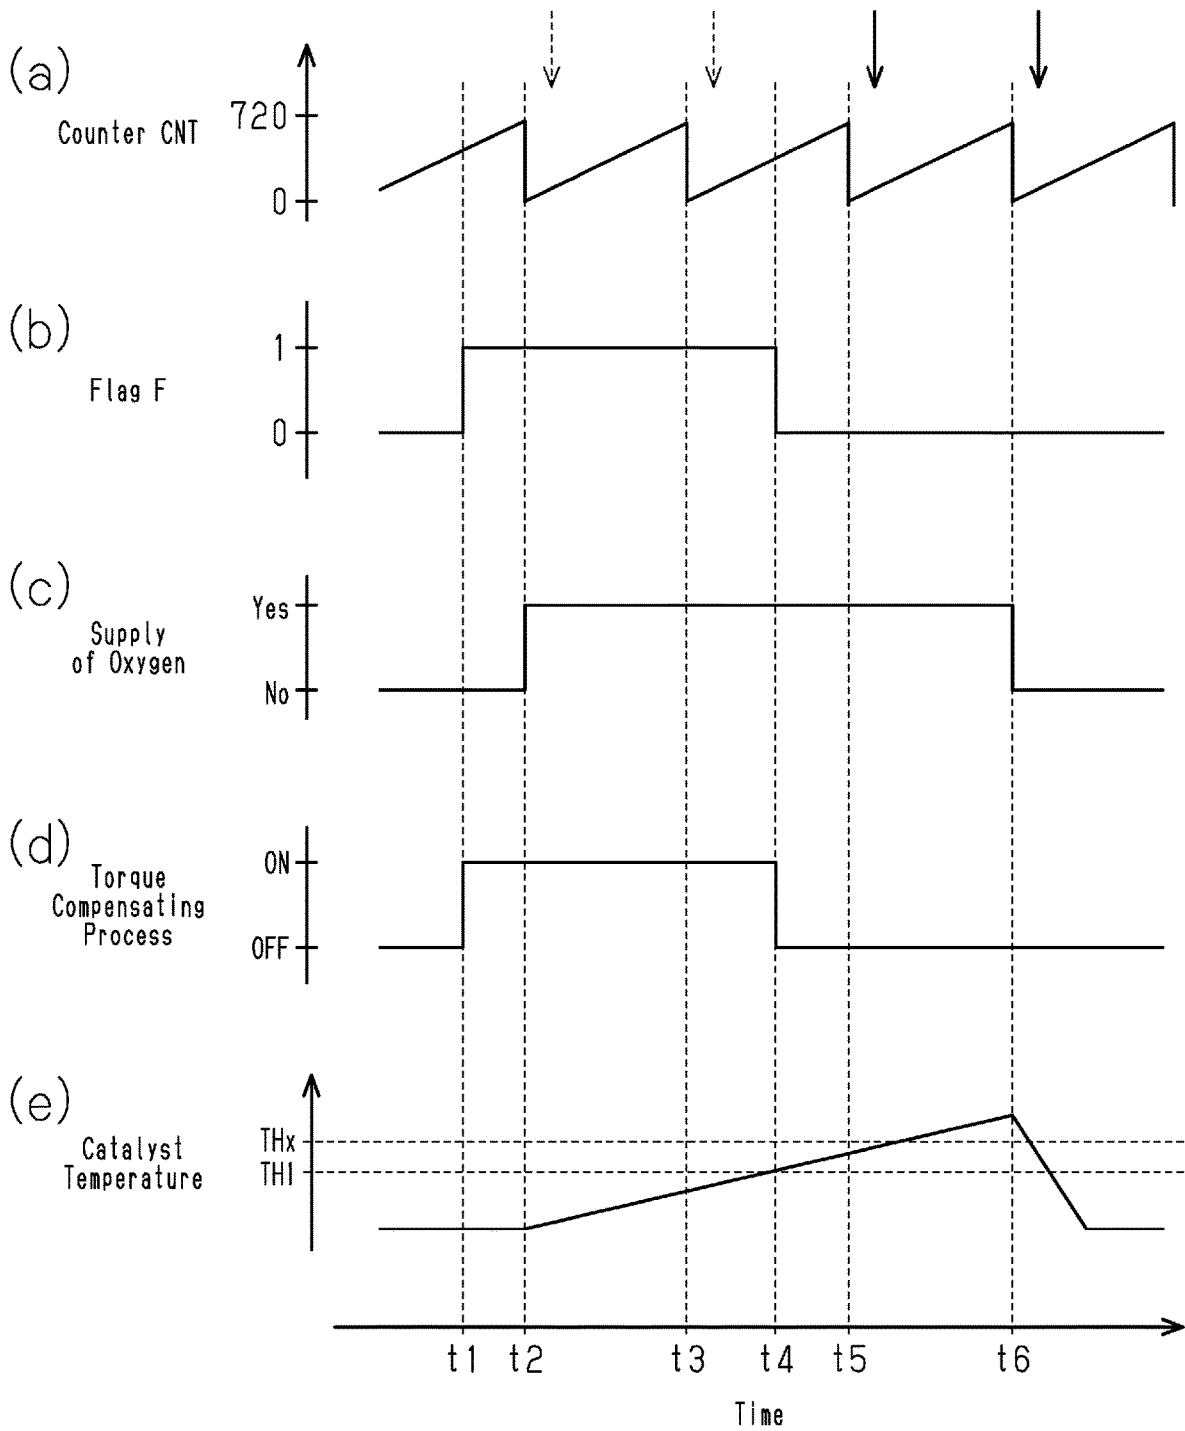 (a)
Counter CNT
720
0
(b)
Flag F
1
0
(c)
Supply
of Oxygen
Yes
No
(d)
Torque
Compensating
Process
ON
OFF
(e)
Catalyst
Temperature
THx
TH1
t1 t2 t3 t4 t5 t6
Time